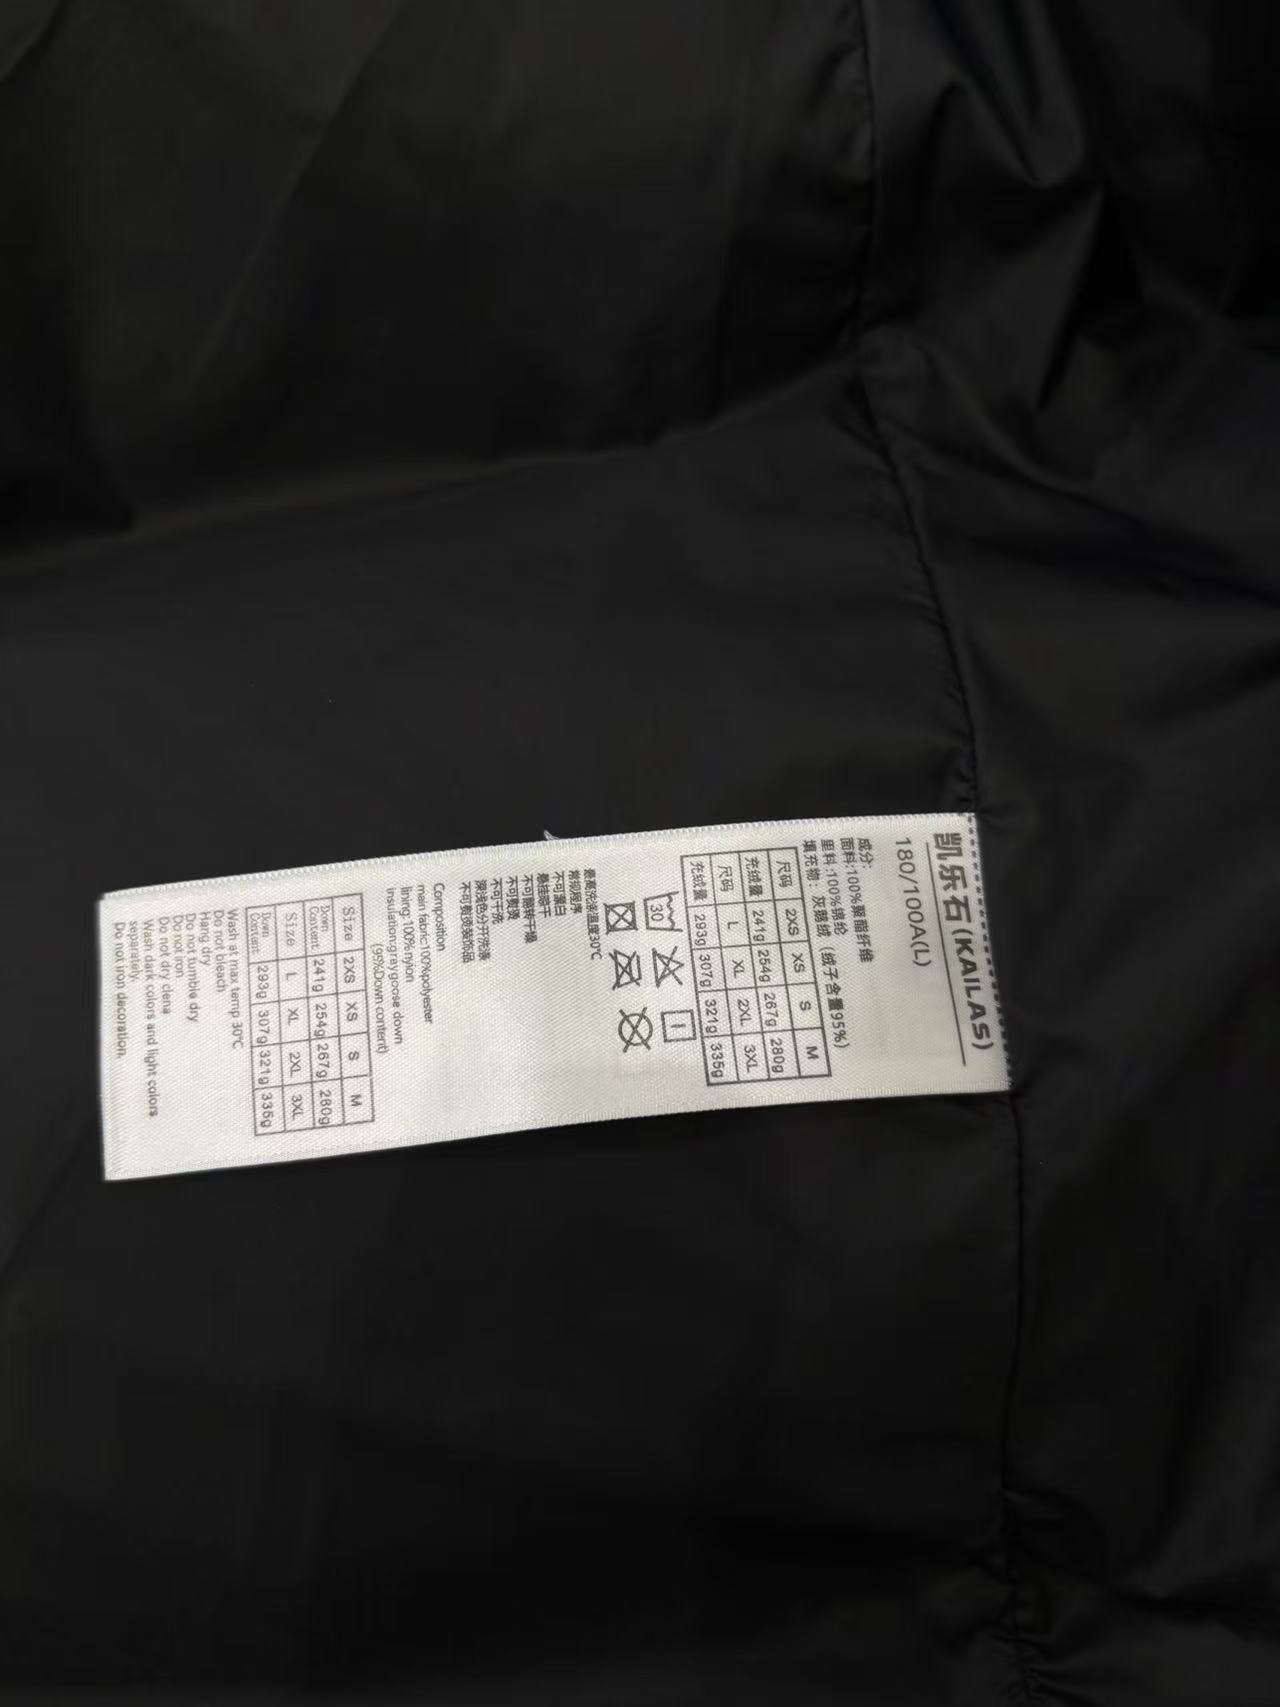 凯乐石(KAILAS)
180/100A(L)
成分:
面料:100%聚酯纤维
里料:100%锦纶
填充物: 灰鹅绒 (绒子含量95%)
尺码 2XS XS S M
充绒量 241g 254g 267g 280g
尺码 L XL 2XL 3XL
充绒量 293g 307g 321g 335g
30
最高洗涤温度30℃
常规程序
不可漂白
悬挂晾干
不可翻转干燥
不可熨烫
不可干洗
深浅色分开洗涤
不可熨烫装饰品
Composition
main fabric:100%polyester
lining:100%nylon
insulation:gray goose down
(95%Down content)
Size 2XS XS S M
Down Content 241g 254g 267g 280g
Size L XL 2XL 3XL
Down Content 293g 307g 321g 335g
Wash at max temp 30℃
Do not bleach
Hang dry
Do not tumble dry
Do not iron
Do not dry clena
Wash dark colors and light colors
separately.
Do not iron decoration.